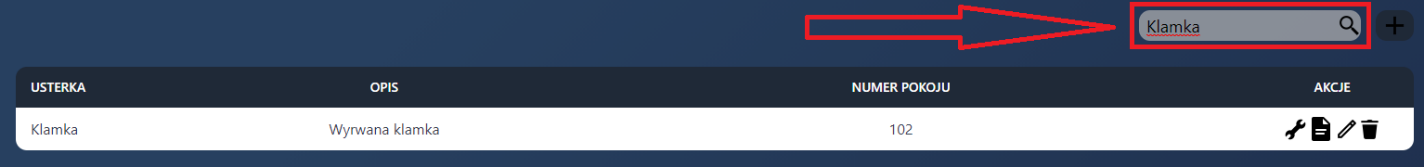 Klamka
USTERKA OPIS NUMER POKOJU AKCJE
Klamka Wyrwana klamka 102